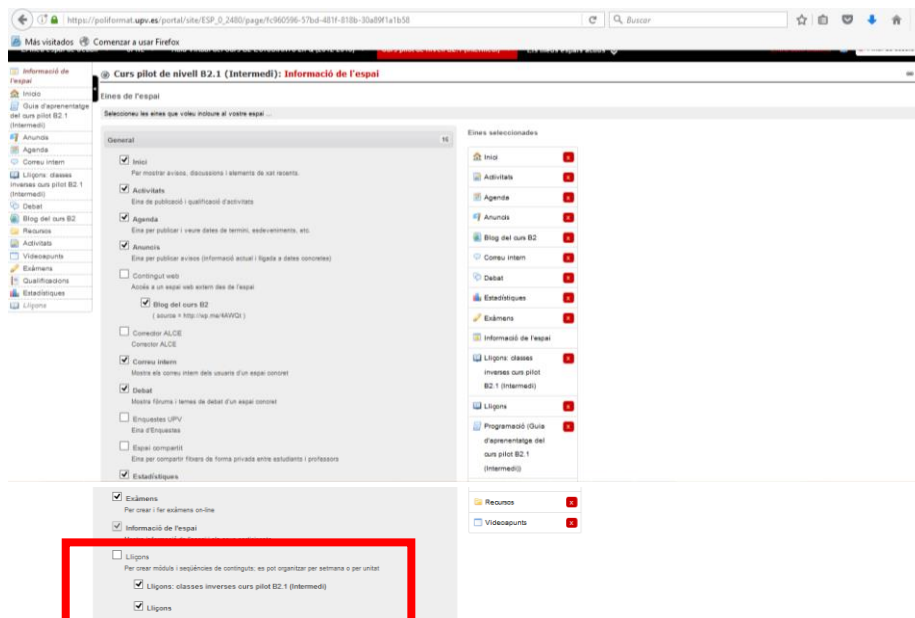 https://poliformat.upv.es/portal/site/ESP_0_2480/page/fc960596-57bd-481f-818b-30a89f1a1b58
Buscar
Más visitados Comenzar a usar Firefox
Informació de l'espai
Inicio
Guia d'aprenentatge
del curs pilot B2.1
(Intermedi)
Anuncis
Agenda
Correu intern
Lliçons: classes
inverses curs pilot B2.1
(Intermedi)
Debat
Blog del curs B2
Recursos
Activitats
Videoapunts
Exàmens
Qualificacions
Estadístiques
Lliçons
Curs pilot de nivell B2.1 (Intermedi): Informació de l'espai
Eines de l'espai
Seleccioneu les eines que voleu incloure al vostre espai ...
General
Inici
Per mostrar avisos, discussions i elements de xat recents.
Activitats
Eina de publicació i qualificació d'activitats
Agenda
Eina per publicar i veure dates de termini, esdeveniments, etc.
Anuncis
Eina per publicar avisos (informació actual i lligada a dates concretes)
Contingut web
Accés a un espai web extern des de l'espai
Blog del curs B2
Corrector ALCE
Corrector ALCE
Correu intern
Mostra els correu intern dels usuaris d'un espai concret
Debat
Mostra fòrums i temes de debat d'un espai concret
Enquestes UPV
Eina d'Enquestes
Espai compartit
Eina per compartir fitxers de forma privada entre estudiants i professors
Estadístiques
Exàmens
Per crear i fer exàmens on-line
Informació de l'espai
Lliçons
Per crear mòduls i seqüències de continguts; es pot organitzar per setmana o per unitat
Lliçons: classes inverses curs pilot B2.1 (Intermedi)
Lliçons
Eines seleccionades
Inici
Activitats
Agenda
Anuncis
Blog del curs B2
Correu intern
Debat
Estadístiques
Exàmens
Informació de l'espai
Lliçons: classes
inverses curs pilot
B2.1 (Intermedi)
Lliçons
Programació (Guia
d'aprenentatge del
curs pilot B2.1
(Intermedi))
Recursos
Videoapunts